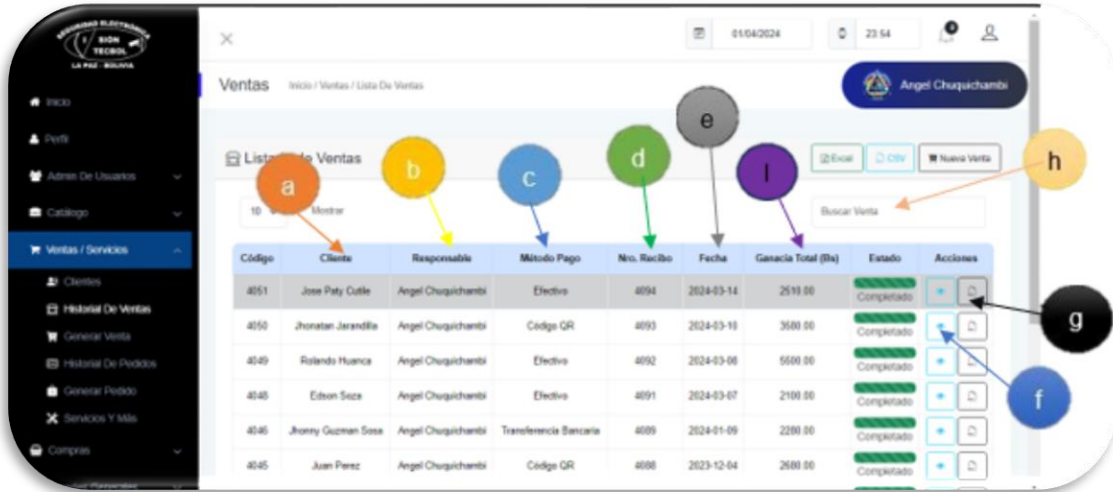 SEGURIDAD ELECTRÓNICA
SION
TECBOL
LA PAZ - BOLIVIA
01/04/2024
23:54
Ventas
Inicio / Ventas / Lista De Ventas
Angel Chuquichambi
Inicio
Perfil
Admin De Usuarios
Catálogo
Ventas / Servicios
Clientes
Historial De Ventas
Generar Venta
Historial De Pedidos
Generar Pedido
Servicios Y Más
Compras
e
Ventas
Excel
CSV
Nueva Venta
a
b
c
d
l
h
10
Mostrar
Buscar Venta
Código Cliente Responsable Método Pago Nro. Recibo Fecha Ganacia Total (Bs) Estado Acciones
4051 Jose Paty Cutile Angel Chuquichambi Efectivo 4094 2024-03-14 2510.00 Completado
4050 Jhonatan Jarandilla Angel Chuquichambi Código QR 4093 2024-03-10 3580.00 Completado
4049 Rolando Huanca Angel Chuquichambi Efectivo 4092 2024-03-08 5500.00 Completado
4048 Edson Soza Angel Chuquichambi Efectivo 4091 2024-03-07 2100.00 Completado
4046 Jhonny Guzman Sosa Angel Chuquichambi Transferencia Bancaria 4089 2024-01-09 2280.00 Completado
4045 Juan Perez Angel Chuquichambi Código QR 4088 2023-12-04 2680.00 Completado
g
f